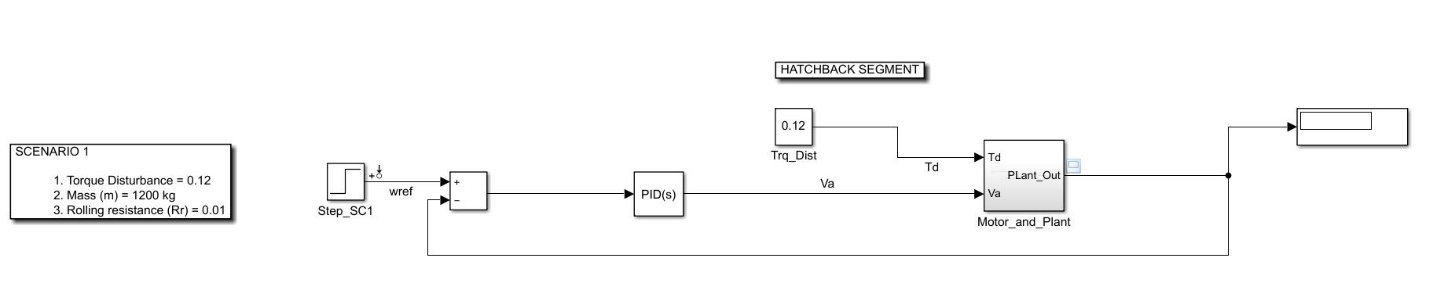 HATCHBACK SEGMENT
0.12
Trq_Dist
SCENARIO 1
1. Torque Disturbance = 0.12
2. Mass (m) = 1200 kg
3. Rolling resistance (Rr) = 0.01
Step_SC1
wref
+
−
PID(s)
Va
Td
Td
Va
PLant_Out
Motor_and_Plant